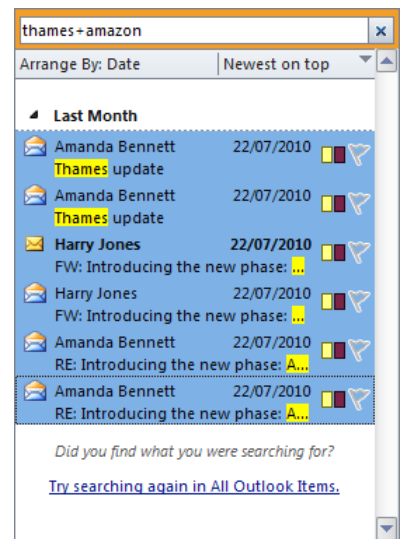 thames+amazon
Arrange By: Date Newest on top
Last Month
Amanda Bennett 22/07/2010
Thames update
Amanda Bennett 22/07/2010
Thames update
Harry Jones 22/07/2010
FW: Introducing the new phase: ...
Harry Jones 22/07/2010
FW: Introducing the new phase: ...
Amanda Bennett 22/07/2010
RE: Introducing the new phase: A...
Amanda Bennett 22/07/2010
RE: Introducing the new phase: A...
Did you find what you were searching for?
Try searching again in All Outlook Items.